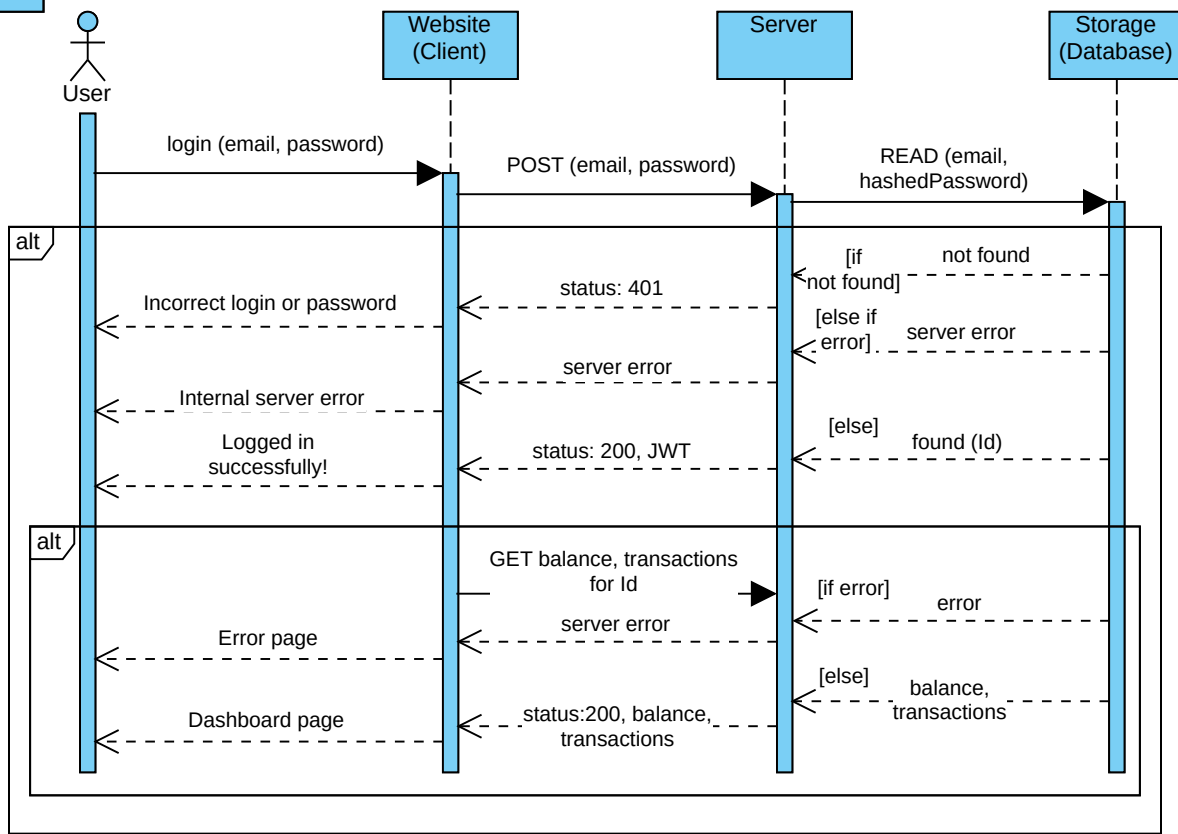 Website
(Client)
Server
Storage
(Database)
User
login (email, password)
POST (email, password)
READ (email,
hashedPassword)
alt
[if
not found]
not found
status: 401
Incorrect login or password
[else if
error]
server error
server error
Internal server error
[else]
found (Id)
status: 200, JWT
Logged in
successfully!
alt
GET balance, transactions
for Id
[if error]
error
server error
Error page
[else]
balance,
transactions
status:200, balance,
transactions
Dashboard page